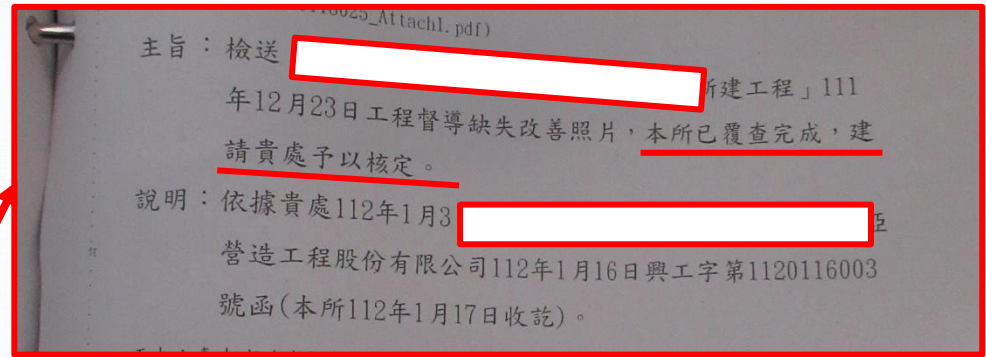 _Attach1.pdf)
主旨：檢送
新建工程」111
年12月23日工程督導缺失改善照片，本所已覆查完成，建
請貴處予以核定。
說明：依據貴處112年1月3
營造工程股份有限公司112年1月16日興工字第1120116003
號函(本所112年1月17日收訖)。
訂